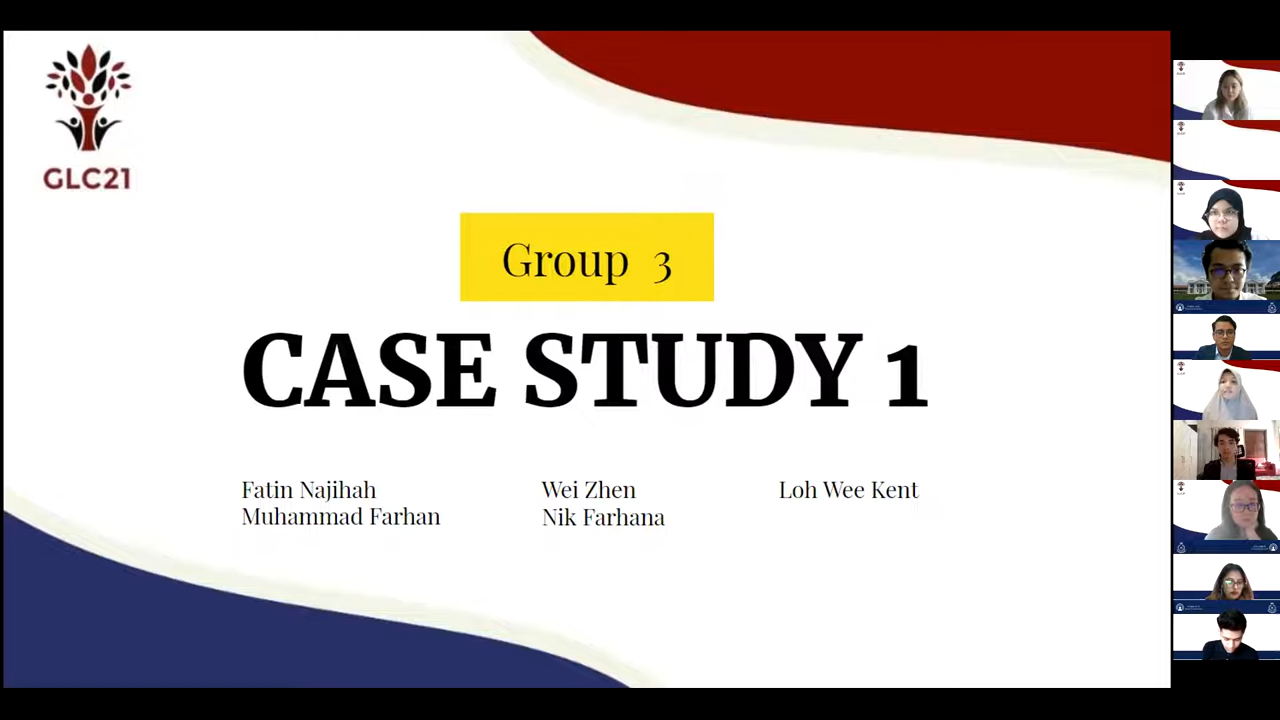 GLC21
Group 3
CASE STUDY 1
Fatin Najihah
Muhammad Farhan
Wei Zhen
Nik Farhana
Loh Wee Kent